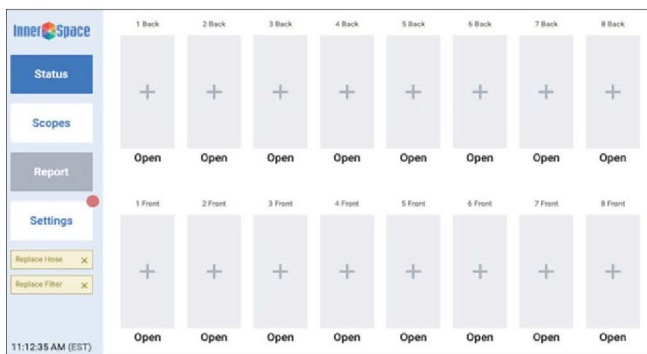 InnerSpace
Status
Scopes
Report
Settings
Replace Hose ×
Replace Filter ×
11:12:35 AM (EST)
1 Back 2 Back 3 Back 4 Back 5 Back 6 Back 7 Back 8 Back
+ + + + + + + +
Open Open Open Open Open Open Open Open
1 Front 2 Front 3 Front 4 Front 5 Front 6 Front 7 Front 8 Front
+ + + + + + + +
Open Open Open Open Open Open Open Open